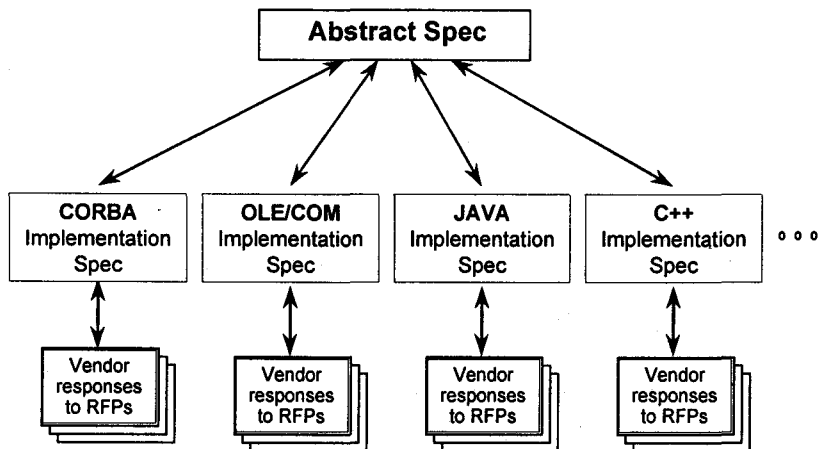 Abstract Spec
CORBA
Implementation
Spec
OLE/COM
Implementation
Spec
JAVA
Implementation
Spec
C++
Implementation
Spec
Vendor
responses
to RFPs
Vendor
responses
to RFPs
Vendor
responses
to RFPs
Vendor
responses
to RFPs